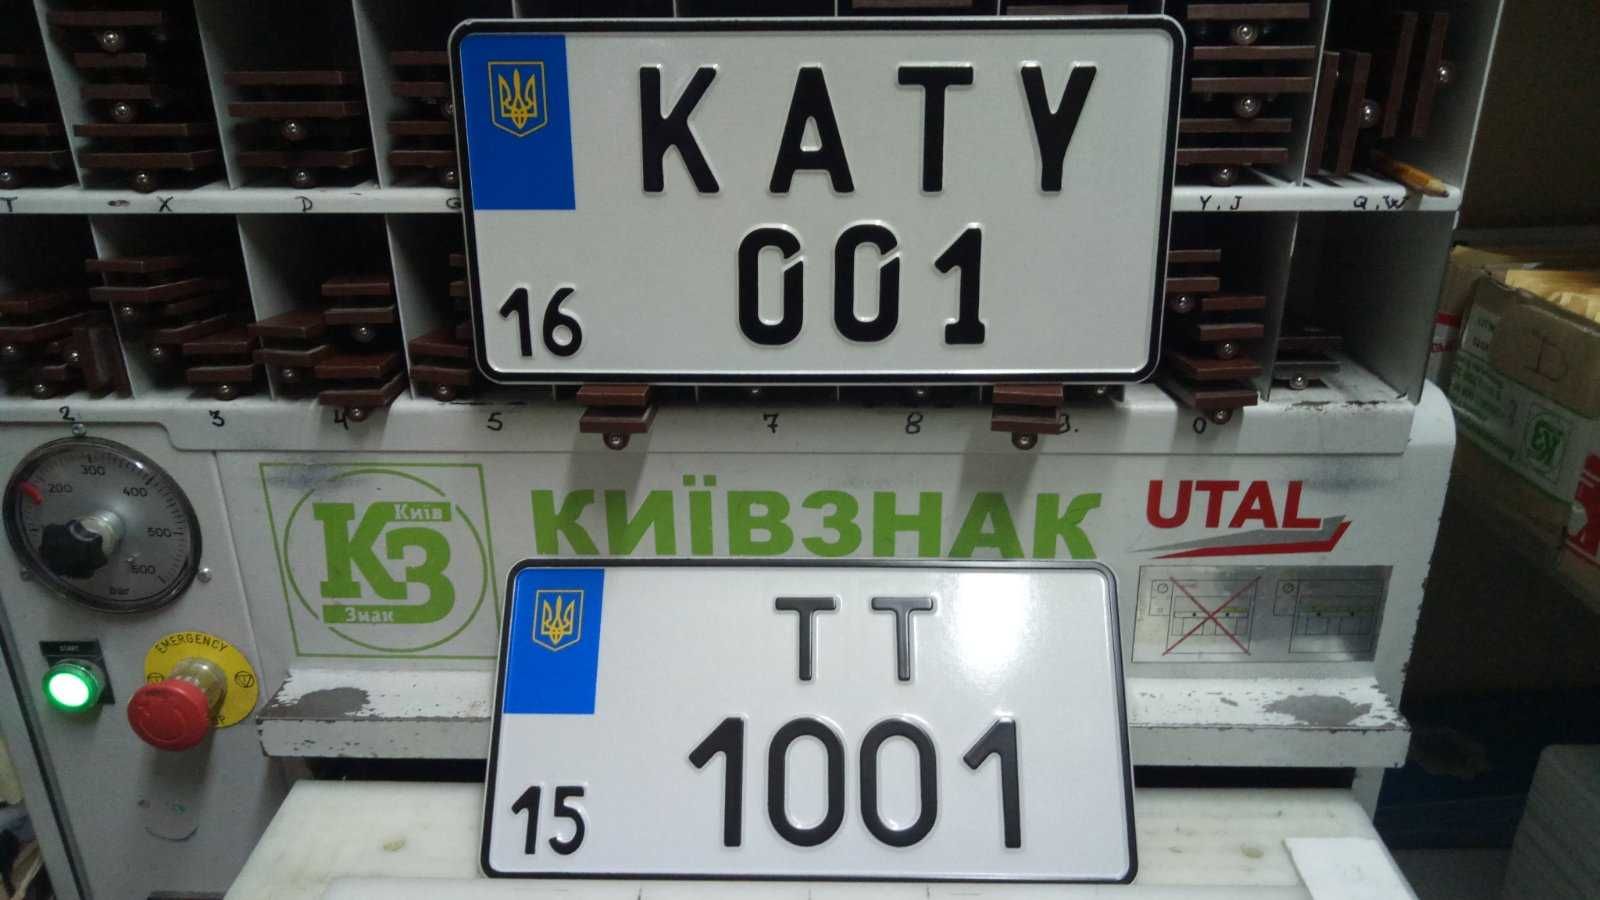 KATY
001
16
T X D G Y.J Q.W
2 3 4 5 7 8 9. 0
300
200 400
500
600
bar
Київ
КЗ
Знак
КИЇВЗНАК
UTAL
START
EMERGENCY
TT
1001
15